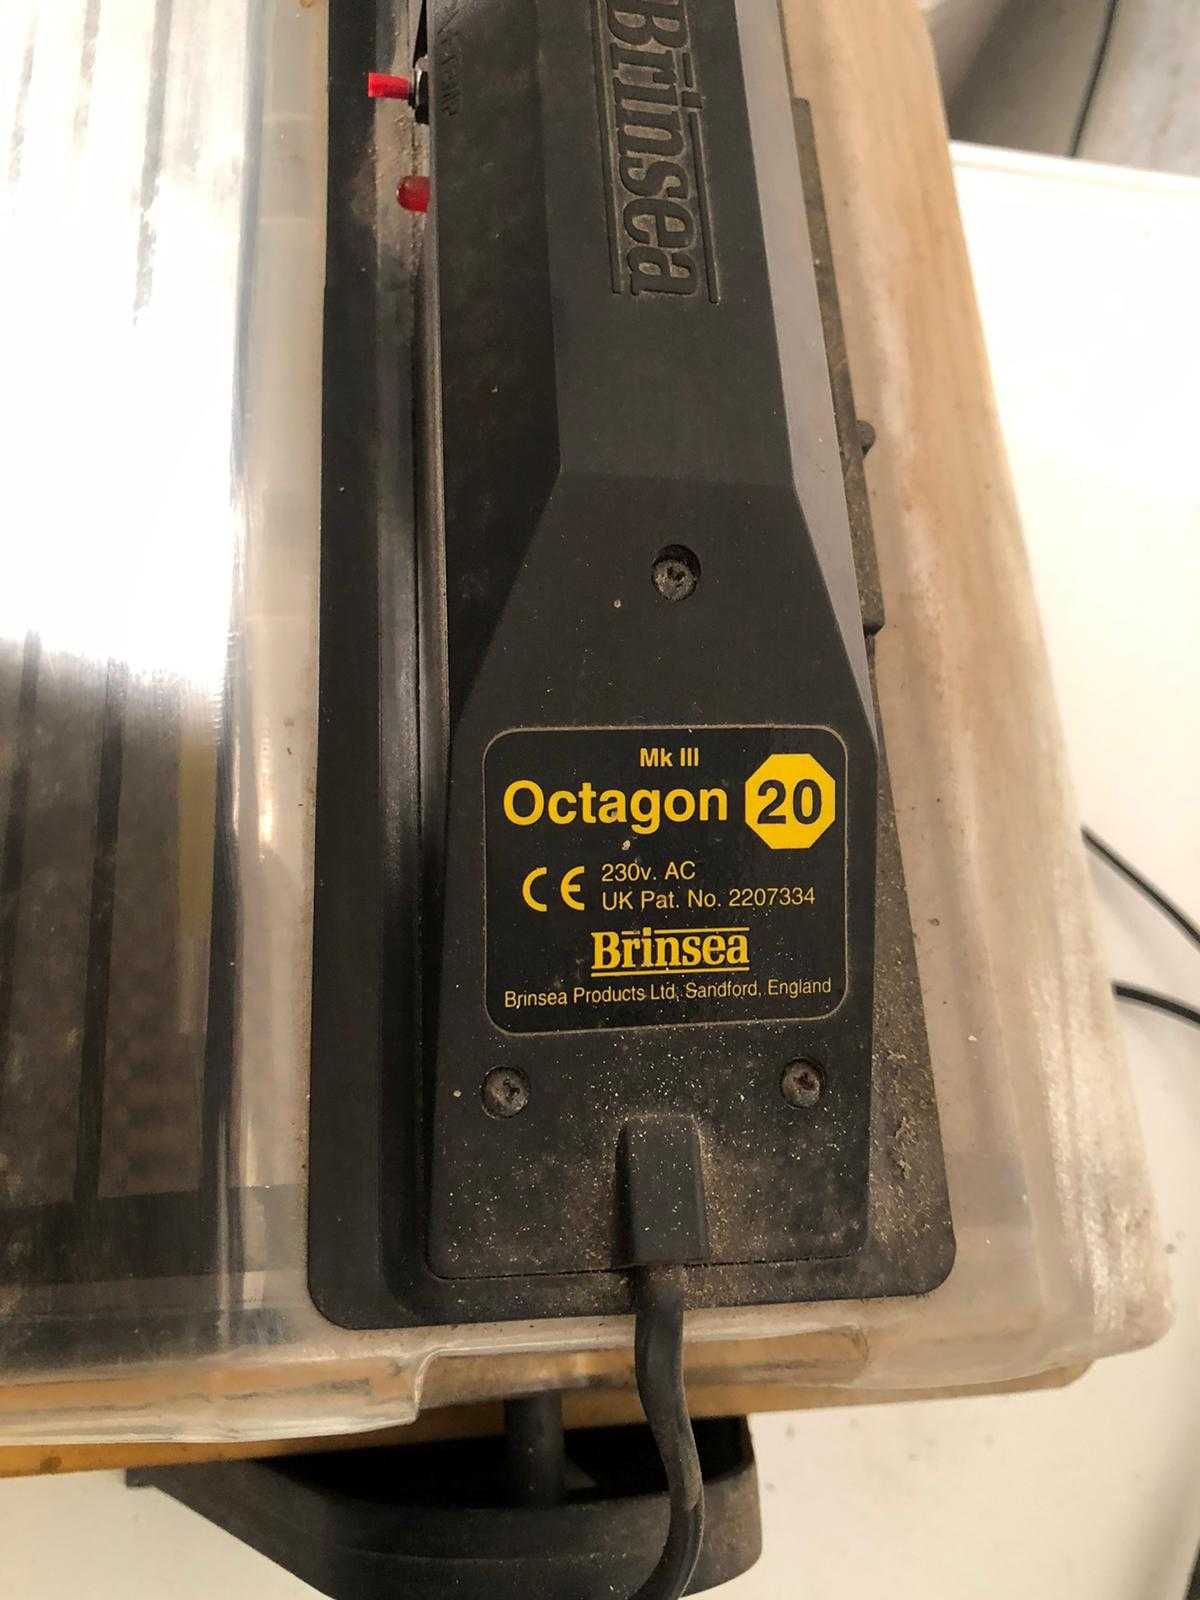 Brinsea
Mk III
Octagon 20
CE 230v. AC
UK Pat. No. 2207334
Brinsea
Brinsea Products Ltd, Sandford, England